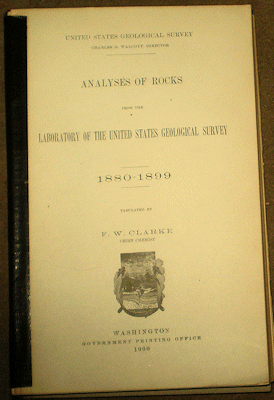 UNITED STATES GEOLOGICAL SURVEY
CHARLES D. WALCOTT, DIRECTOR
ANALYSES OF ROCKS
FROM THE
LABORATORY OF THE UNITED STATES GEOLOGICAL SURVEY
1880-1899
TABULATED BY
F. W. CLARKE
CHIEF CHEMIST
WASHINGTON
GOVERNMENT PRINTING OFFICE
1900